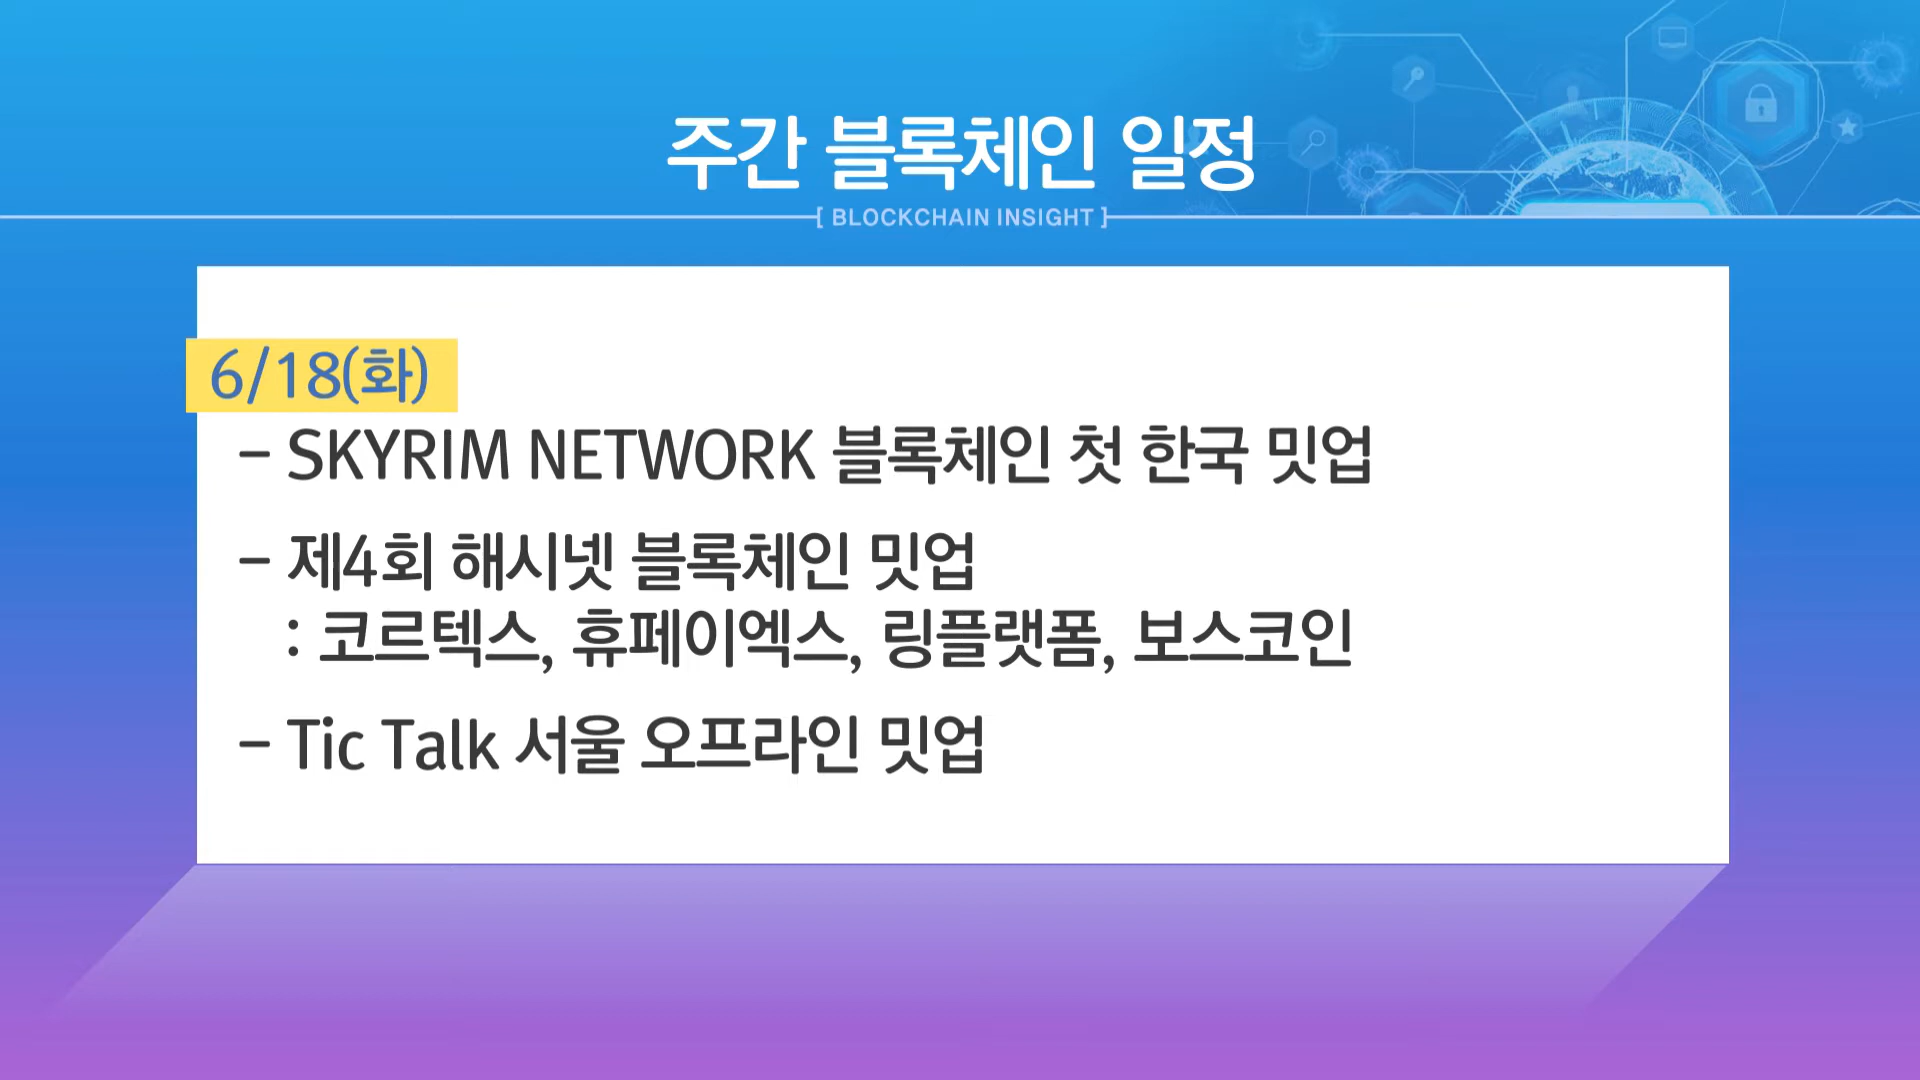 주간 블록체인 일정
[ BLOCKCHAIN INSIGHT ]
6/18(화)
- SKYRIM NETWORK 블록체인 첫 한국 밋업
- 제4회 해시넷 블록체인 밋업
: 코르텍스, 휴페이엑스, 링플랫폼, 보스코인
- Tic Talk 서울 오프라인 밋업